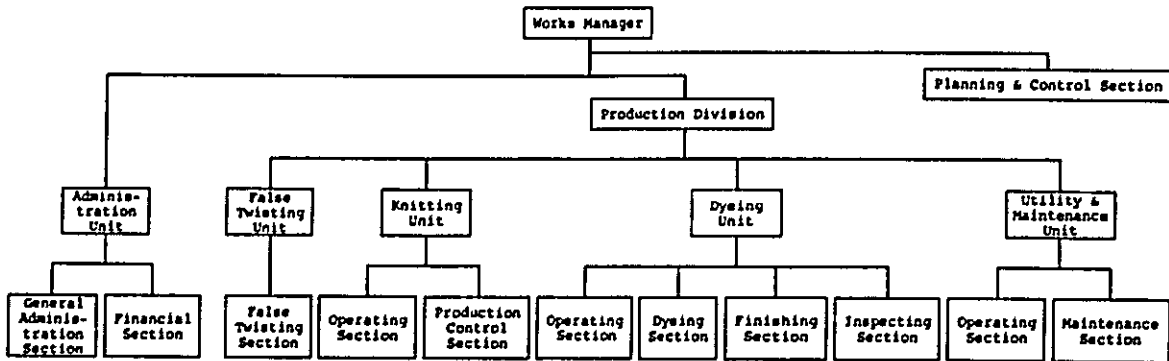 Works Manager
Planning & Control Section
Production Division
Adminis-
tration
Unit
False
Twisting
Unit
Knitting
Unit
Dyeing
Unit
Utility &
Maintenance
Unit
General
Adminis-
tration
Section
Financial
Section
False
Twisting
Section
Operating
Section
Production
Control
Section
Operating
Section
Dyeing
Section
Finishing
Section
Inspecting
Section
Operating
Section
Maintenance
Section